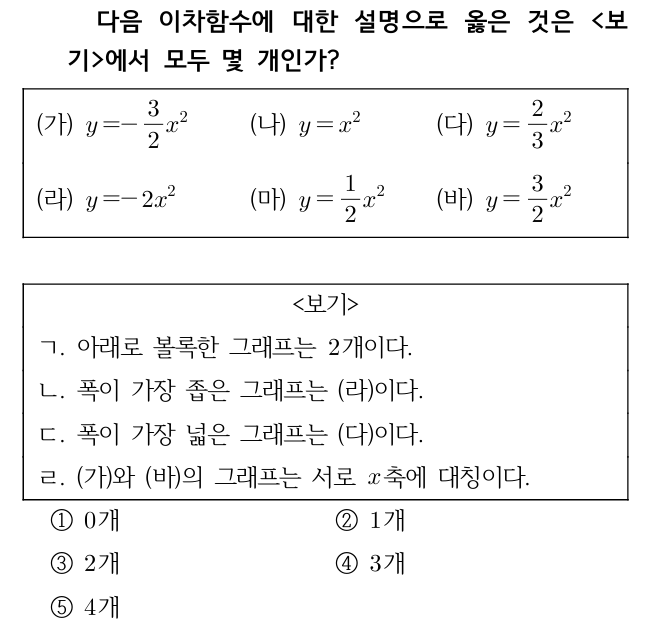 다음 이차함수에 대한 설명으로 옳은 것은 <보
기>에서 모두 몇 개인가?
(가) y=-\frac{3}{2}x^2 (나) y=x^2 (다) y=\frac{2}{3}x^2
(라) y=-2x^2 (마) y=\frac{1}{2}x^2 (바) y=\frac{3}{2}x^2
<보기>
ㄱ. 아래로 볼록한 그래프는 2개이다.
ㄴ. 폭이 가장 좁은 그래프는 (라)이다.
ㄷ. 폭이 가장 넓은 그래프는 (다)이다.
ㄹ. (가)와 (바)의 그래프는 서로 x축에 대칭이다.
① 0개 ② 1개
③ 2개 ④ 3개
⑤ 4개